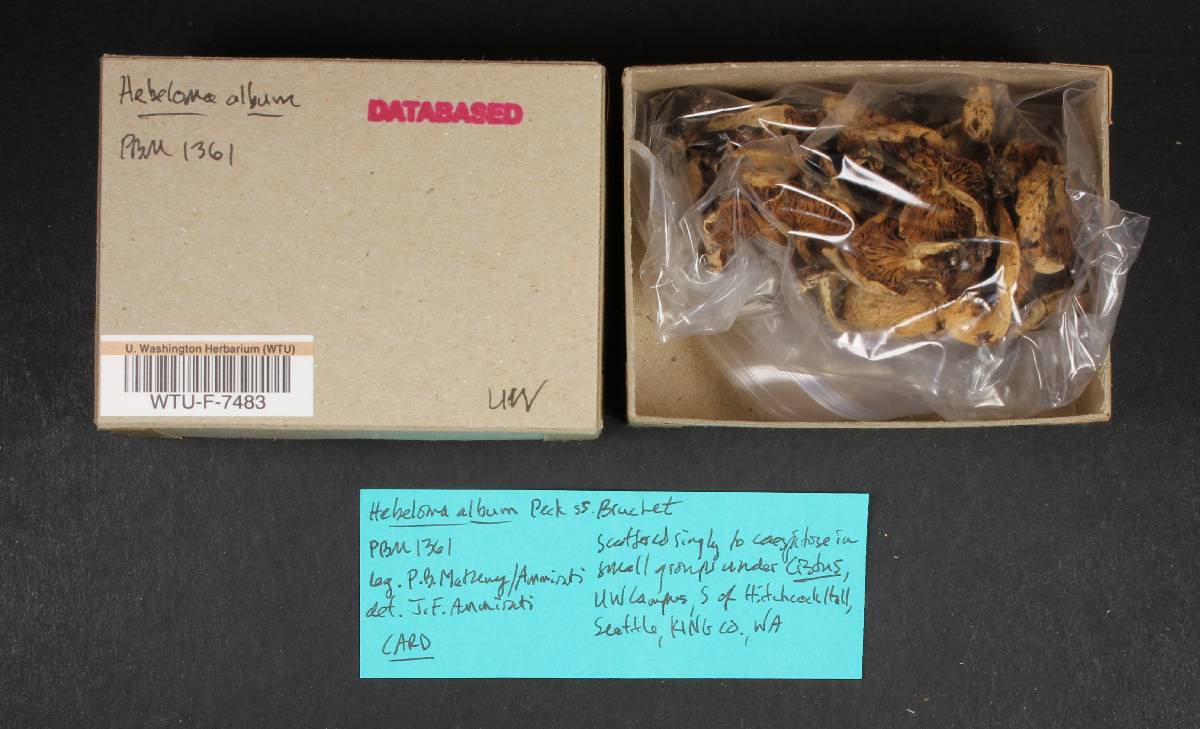 Hebeloma album
DATABASED
PBM 1361
U. Washington Herbarium (WTU)
WTU-F-7483
UW
Hebeloma album Peck ss. Bruchet
PBM 1361
Leg. P.B. Matheny/Ammirati
det. J.F. Ammirati
CARD
scattered singly to caespitose in
small groups under
UW Campus, S of Hitchcock Hall,
Seattle, KING CO., WA